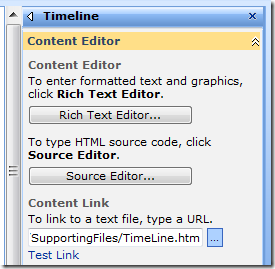 Timeline
Content Editor
Content Editor
To enter formatted text and graphics,
click Rich Text Editor.
Rich Text Editor...
To type HTML source code, click
Source Editor.
Source Editor...
Content Link
To link to a text file, type a URL.
SupportingFiles/TimeLine.htm
...
Test Link